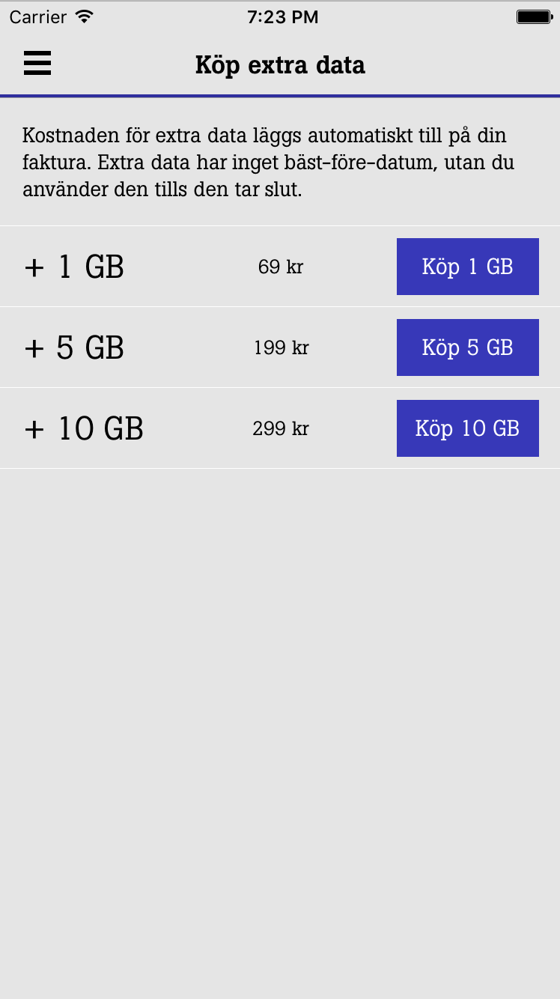 Carrier 7:23 PM
Köp extra data
Kostnaden för extra data läggs automatiskt till på din
faktura. Extra data har inget bäst-före-datum, utan du
använder den tills den tar slut.
+ 1 GB 69 kr Köp 1 GB
+ 5 GB 199 kr Köp 5 GB
+ 10 GB 299 kr Köp 10 GB